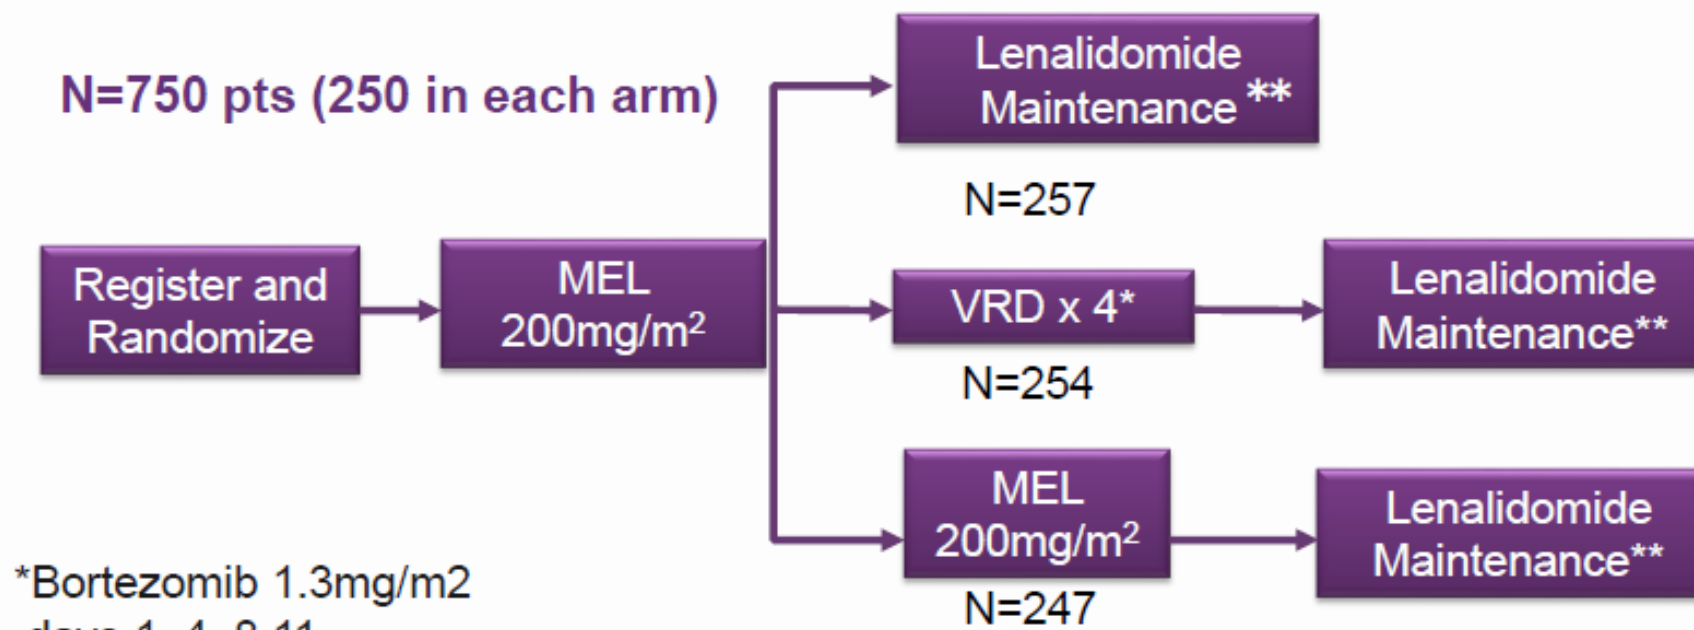 N=750 pts (250 in each arm)
Lenalidomide
Maintenance **
N=257
Register and
Randomize
MEL
200mg/m²
VRD x 4*
N=254
Lenalidomide
Maintenance**
MEL
200mg/m²
N=247
Lenalidomide
Maintenance**
*Bortezomib 1.3mg/m2